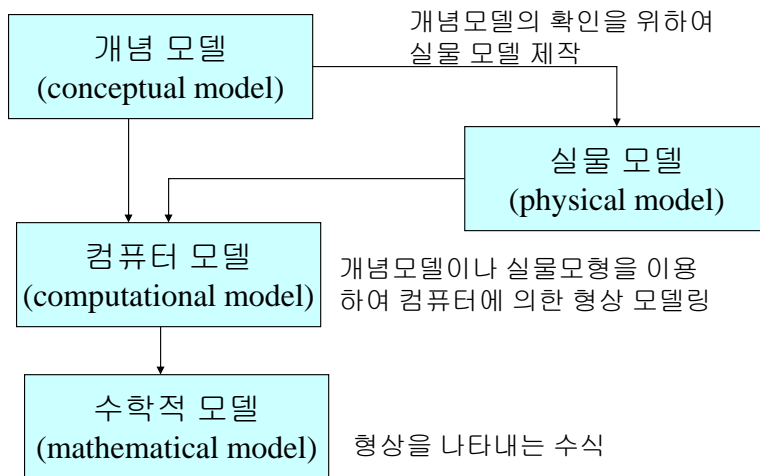 개념 모델
(conceptual model)
개념모델의 확인을 위하여
실물 모델 제작
실물 모델
(physical model)
컴퓨터 모델
(computational model)
개념모델이나 실물모형을 이용
하여 컴퓨터에 의한 형상 모델링
수학적 모델
(mathematical model)
형상을 나타내는 수식